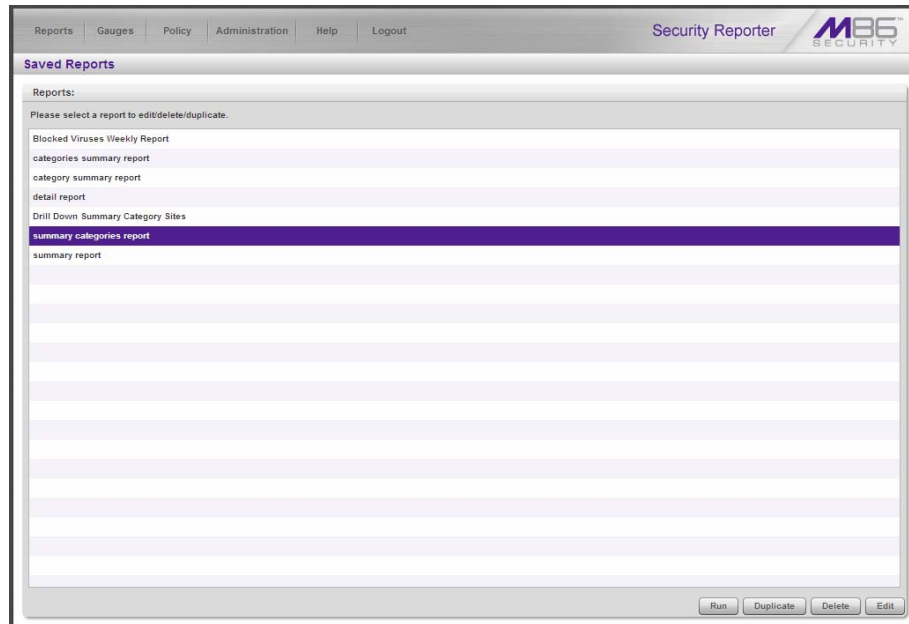 Reports Gauges Policy Administration Help Logout Security Reporter M86™ SECURITY
Saved Reports
Reports:
Please select a report to edit/delete/duplicate.
Blocked Viruses Weekly Report
categories summary report
category summary report
detail report
Drill Down Summary Category Sites
summary categories report
summary report
Run Duplicate Delete Edit